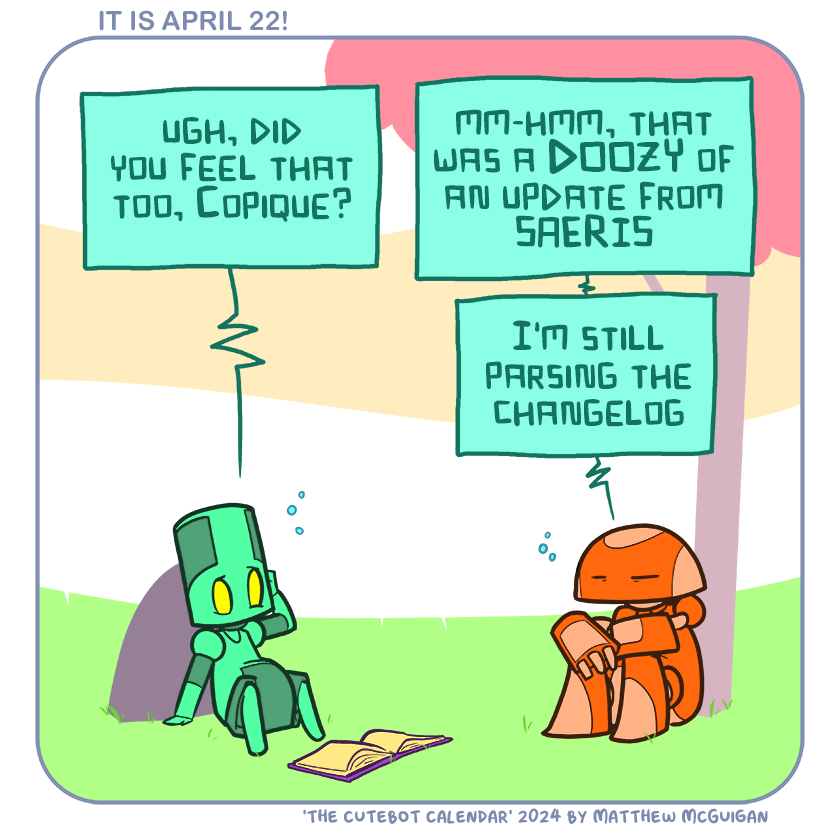 IT IS APRIL 22!
UGH, DID
YOU FEEL THAT
TOO, COPIQUE?
MM-HMM, THAT
WAS A DOOZY OF
AN UPDATE FROM
SAERIS
I'M STILL
PARSING THE
CHANGELOG
'THE CUTEBOT CALENDAR' 2024 BY MATTHEW MCGUIGAN